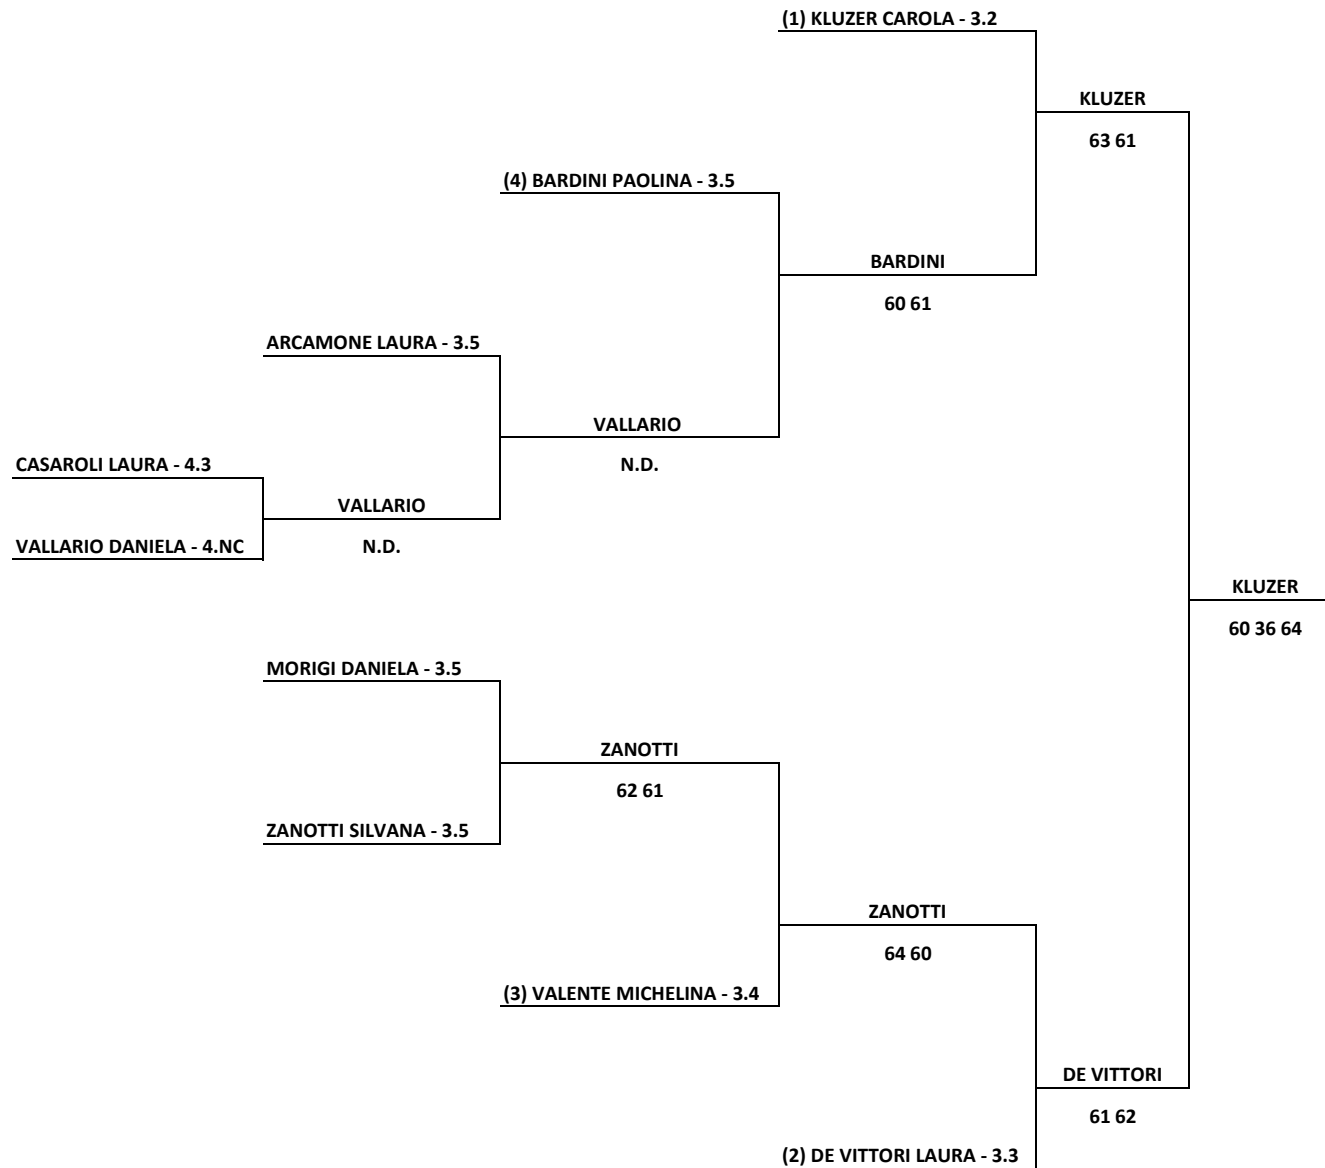 (1) KLUZER CAROLA - 3.2
KLUZER
63 61
(4) BARDINI PAOLINA - 3.5
BARDINI
60 61
ARCAMONE LAURA - 3.5
VALLARIO
N.D.
CASAROLI LAURA - 4.3
VALLARIO
VALLARIO DANIELA - 4.NC
N.D.
KLUZER
60 36 64
MORIGI DANIELA - 3.5
ZANOTTI
62 61
ZANOTTI SILVANA - 3.5
ZANOTTI
64 60
(3) VALENTE MICHELINA - 3.4
DE VITTORI
61 62
(2) DE VITTORI LAURA - 3.3